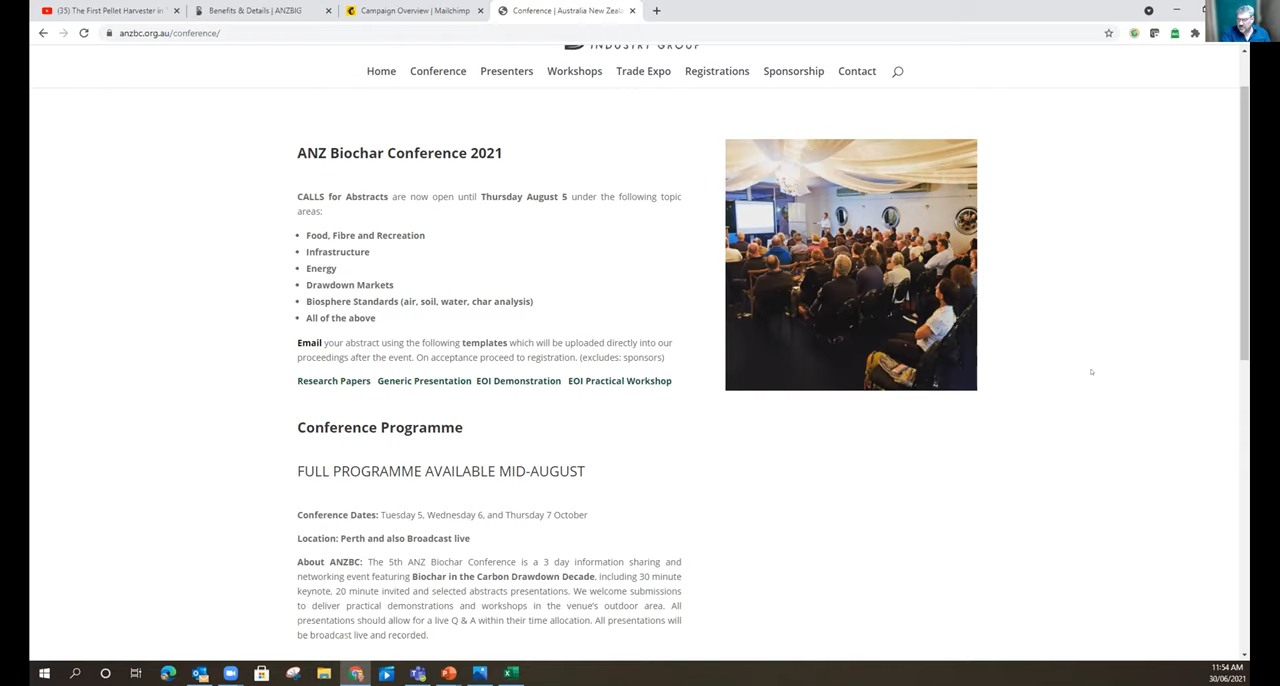 (35) The First Pellet Harvester in
Benefits & Details | ANZBIG
Campaign Overview | Mailchimp
Conference | Australia New Zeal
anzbc.org.au/conference/
INDUSTRY GROUP
Home Conference Presenters Workshops Trade Expo Registrations Sponsorship Contact
ANZ Biochar Conference 2021
CALLS for Abstracts are now open until Thursday August 5 under the following topic
areas:
• Food, Fibre and Recreation
• Infrastructure
• Energy
• Drawdown Markets
• Biosphere Standards (air, soil, water, char analysis)
• All of the above
Email your abstract using the following templates which will be uploaded directly into our
proceedings after the event. On acceptance proceed to registration. (excludes: sponsors)
Research Papers Generic Presentation EOI Demonstration EOI Practical Workshop
Conference Programme
FULL PROGRAMME AVAILABLE MID-AUGUST
Conference Dates: Tuesday 5, Wednesday 6, and Thursday 7 October
Location: Perth and also Broadcast live
About ANZBC: The 5th ANZ Biochar Conference is a 3 day information sharing and
networking event featuring Biochar in the Carbon Drawdown Decade, including 30 minute
keynote, 20 minute invited and selected abstracts presentations. We welcome submissions
to deliver practical demonstrations and workshops in the venue's outdoor area. All
presentations should allow for a live Q & A within their time allocation. All presentations will
be broadcast live and recorded.
11:54 AM
30/06/2021